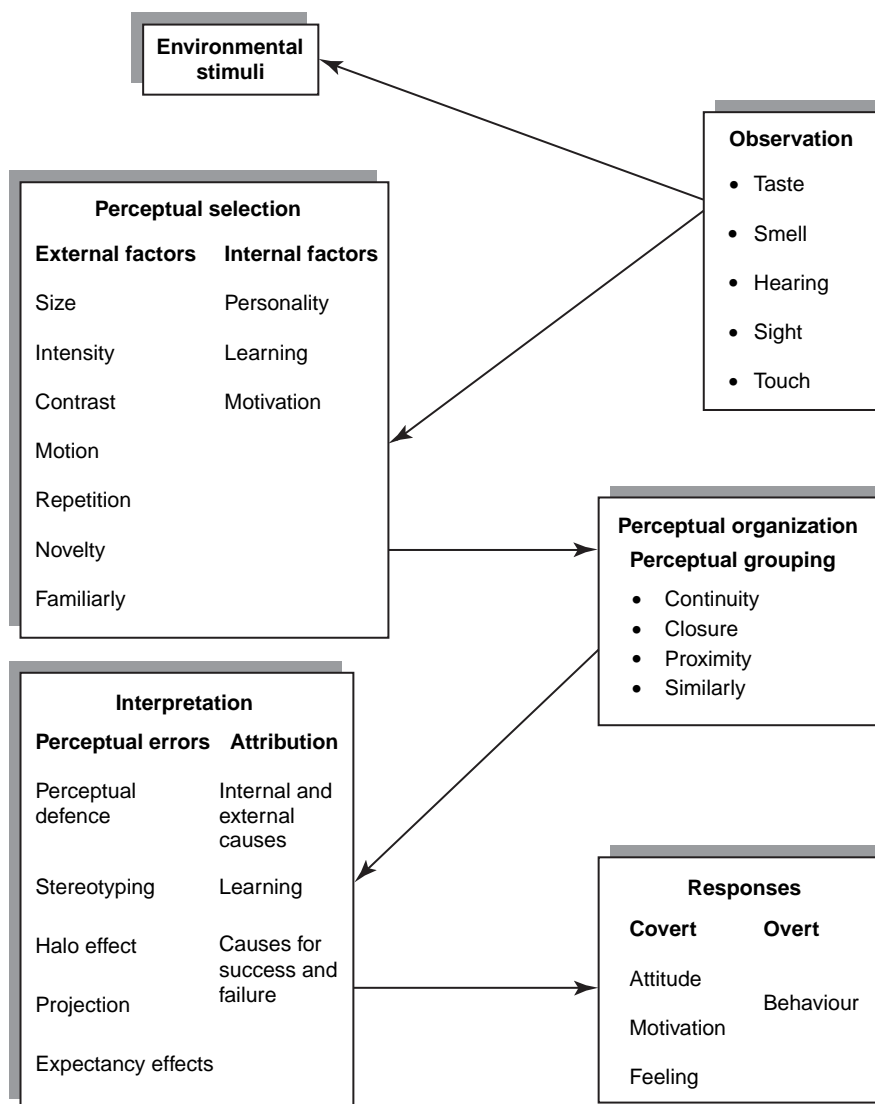 Environmental
stimuli
Observation
• Taste
• Smell
• Hearing
• Sight
• Touch
Perceptual selection
External factors Internal factors
Size Personality
Intensity Learning
Contrast Motivation
Motion
Repetition
Novelty
Familiarly
Perceptual organization
Perceptual grouping
• Continuity
• Closure
• Proximity
• Similarly
Interpretation
Perceptual errors Attribution
Perceptual
defence
Internal and
external
causes
Stereotyping Learning
Halo effect
Causes for
success and
failure
Projection
Expectancy effects
Responses
Covert Overt
Attitude
Behaviour
Motivation
Feeling